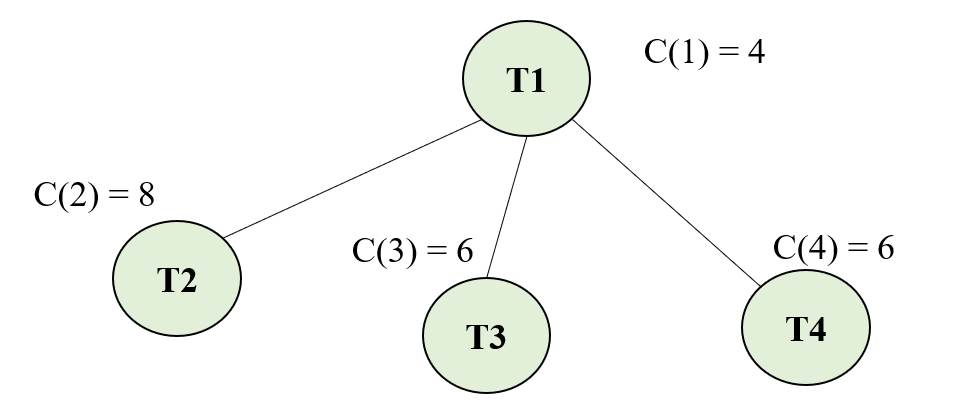 T1
C(1) = 4
C(2) = 8
T2
C(3) = 6
T3
C(4) = 6
T4